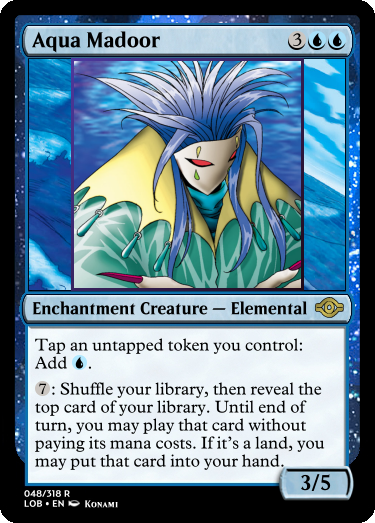 Aqua Madoor 3
Enchantment Creature — Elemental
Tap an untapped token you control:
Add .
7: Shuffle your library, then reveal the
top card of your library. Until end of
turn, you may play that card without
paying its mana costs. If it's a land, you
may put that card into your hand.
3/5
048/318 R
LOB • EN Konami